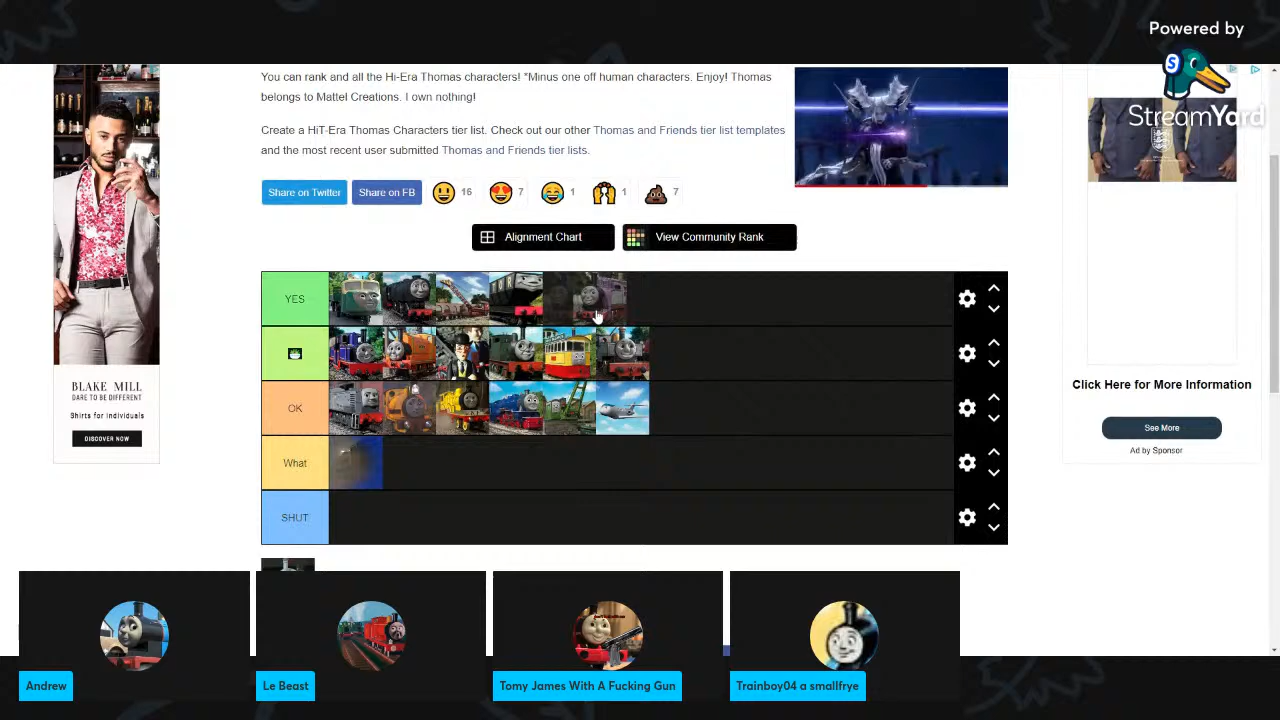 Powered by
S
StreamYard
You can rank and all the Hi-Era Thomas characters! *Minus one off human characters. Enjoy! Thomas
belongs to Mattel Creations. I own nothing!
Create a HiT-Era Thomas Characters tier list. Check out our other Thomas and Friends tier list templates
and the most recent user submitted Thomas and Friends tier lists.
Share on Twitter
Share on FB
16
7
1
1
7
Alignment Chart
View Community Rank
YES
OK
What
SHUT
BLAKE MILL
DARE TO BE DIFFERENT
Shirts for individuals
DISCOVER NOW
Click Here for More Information
See More
Ad by Sponsor
Andrew
Le Beast
Tomy James With A Fucking Gun
Trainboy04 a smallfrye